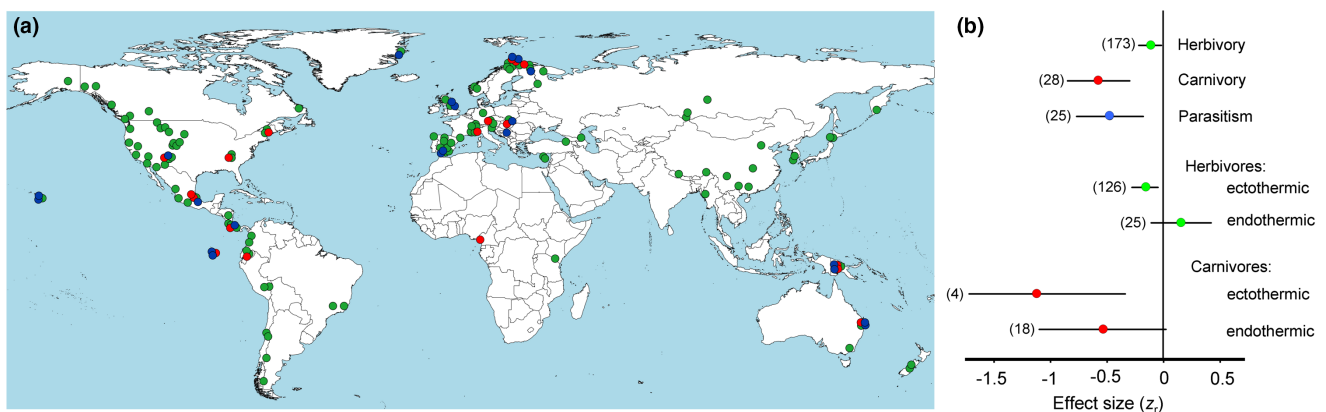 (a)
(b)
(173) Herbivory
(28) Carnivory
(25) Parasitism
Herbivores:
(126) ectothermic
(25) endothermic
Carnivores:
(4) ectothermic
(18) endothermic
-1.5 -1 -0.5 0 0.5
Effect size (zr)